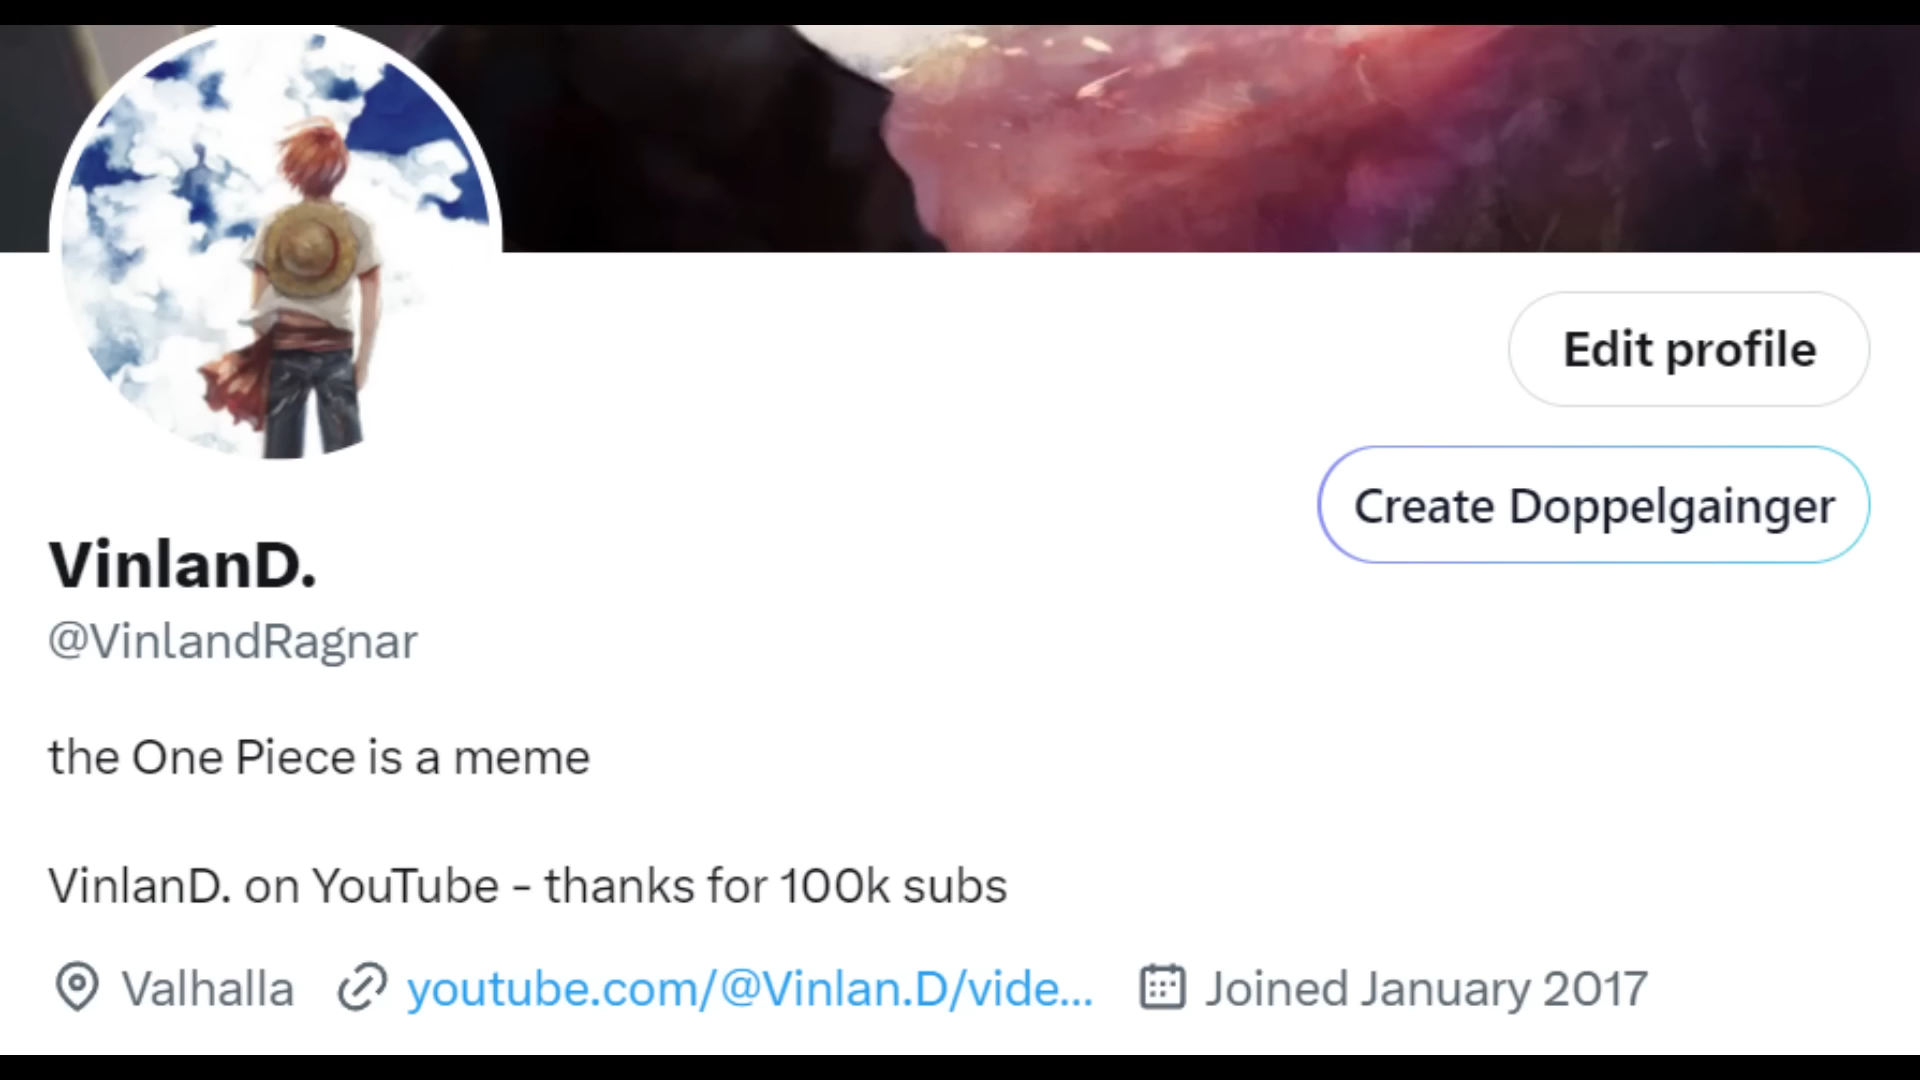 Edit profile
Create Doppelgainger
VinlanD.
@VinlandRagnar
the One Piece is a meme
VinlanD. on YouTube - thanks for 100k subs
Valhalla youtube.com/@Vinlan.D/vide... Joined January 2017